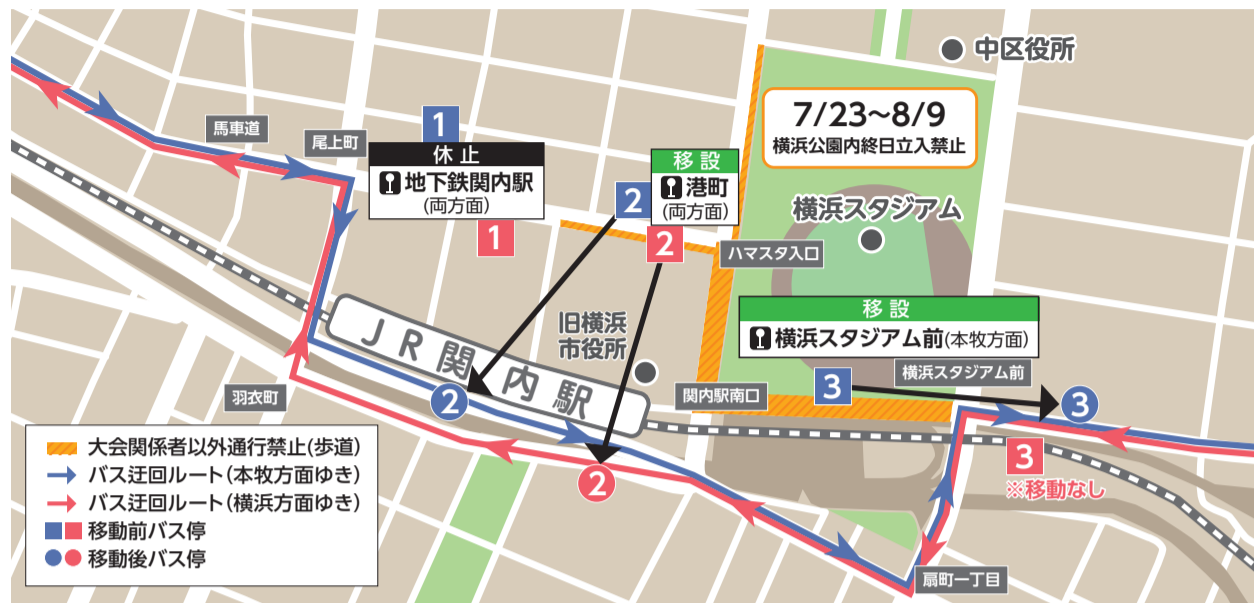 中区役所
7/23~8/9
横浜公園内終日立入禁止
馬車道
尾上町
1
休止
地下鉄関内駅
(両方面)
1
移設
2
港町
(両方面)
2
横浜スタジアム
ハマスタ入口
移設
横浜スタジアム前(本牧方面)
横浜スタジアム前
旧横浜
市役所
JR関内駅
関内駅南口
3
3
羽衣町
2
2
3
※移動なし
扇町一丁目
大会関係者以外通行禁止(歩道)
バス迂回ルート(本牧方面ゆき)
バス迂回ルート(横浜方面ゆき)
移動前バス停
移動後バス停